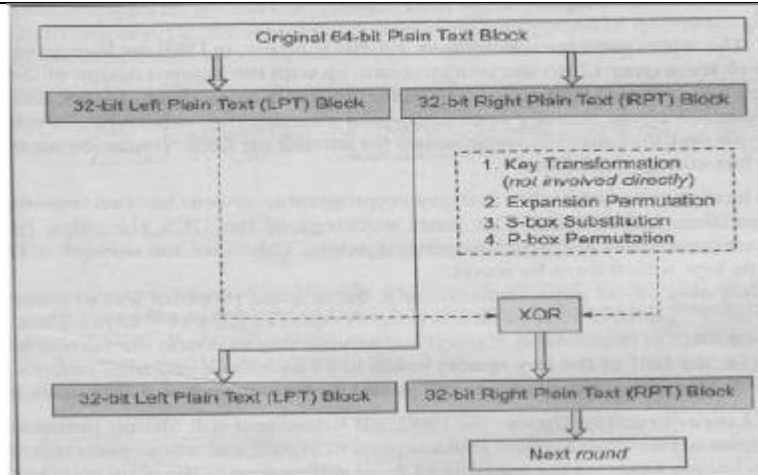 Original 64-bit Plain Text Block
32-bit Left Plain Text (LPT) Block
32-bit Right Plain Text (RPT) Block
1. Key Transformation
(not involved directly)
2. Expansion Permutation
3. S-box Substitution
4. P-box Permutation
XOR
32-bit Left Plain Text (LPT) Block
32-bit Right Plain Text (RPT) Block
Next round